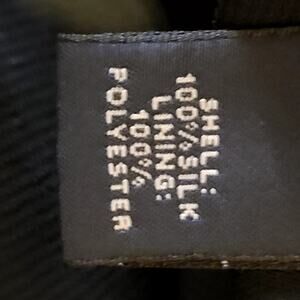 SHELL:
100% SILK
LINING:
100%
POLYESTER